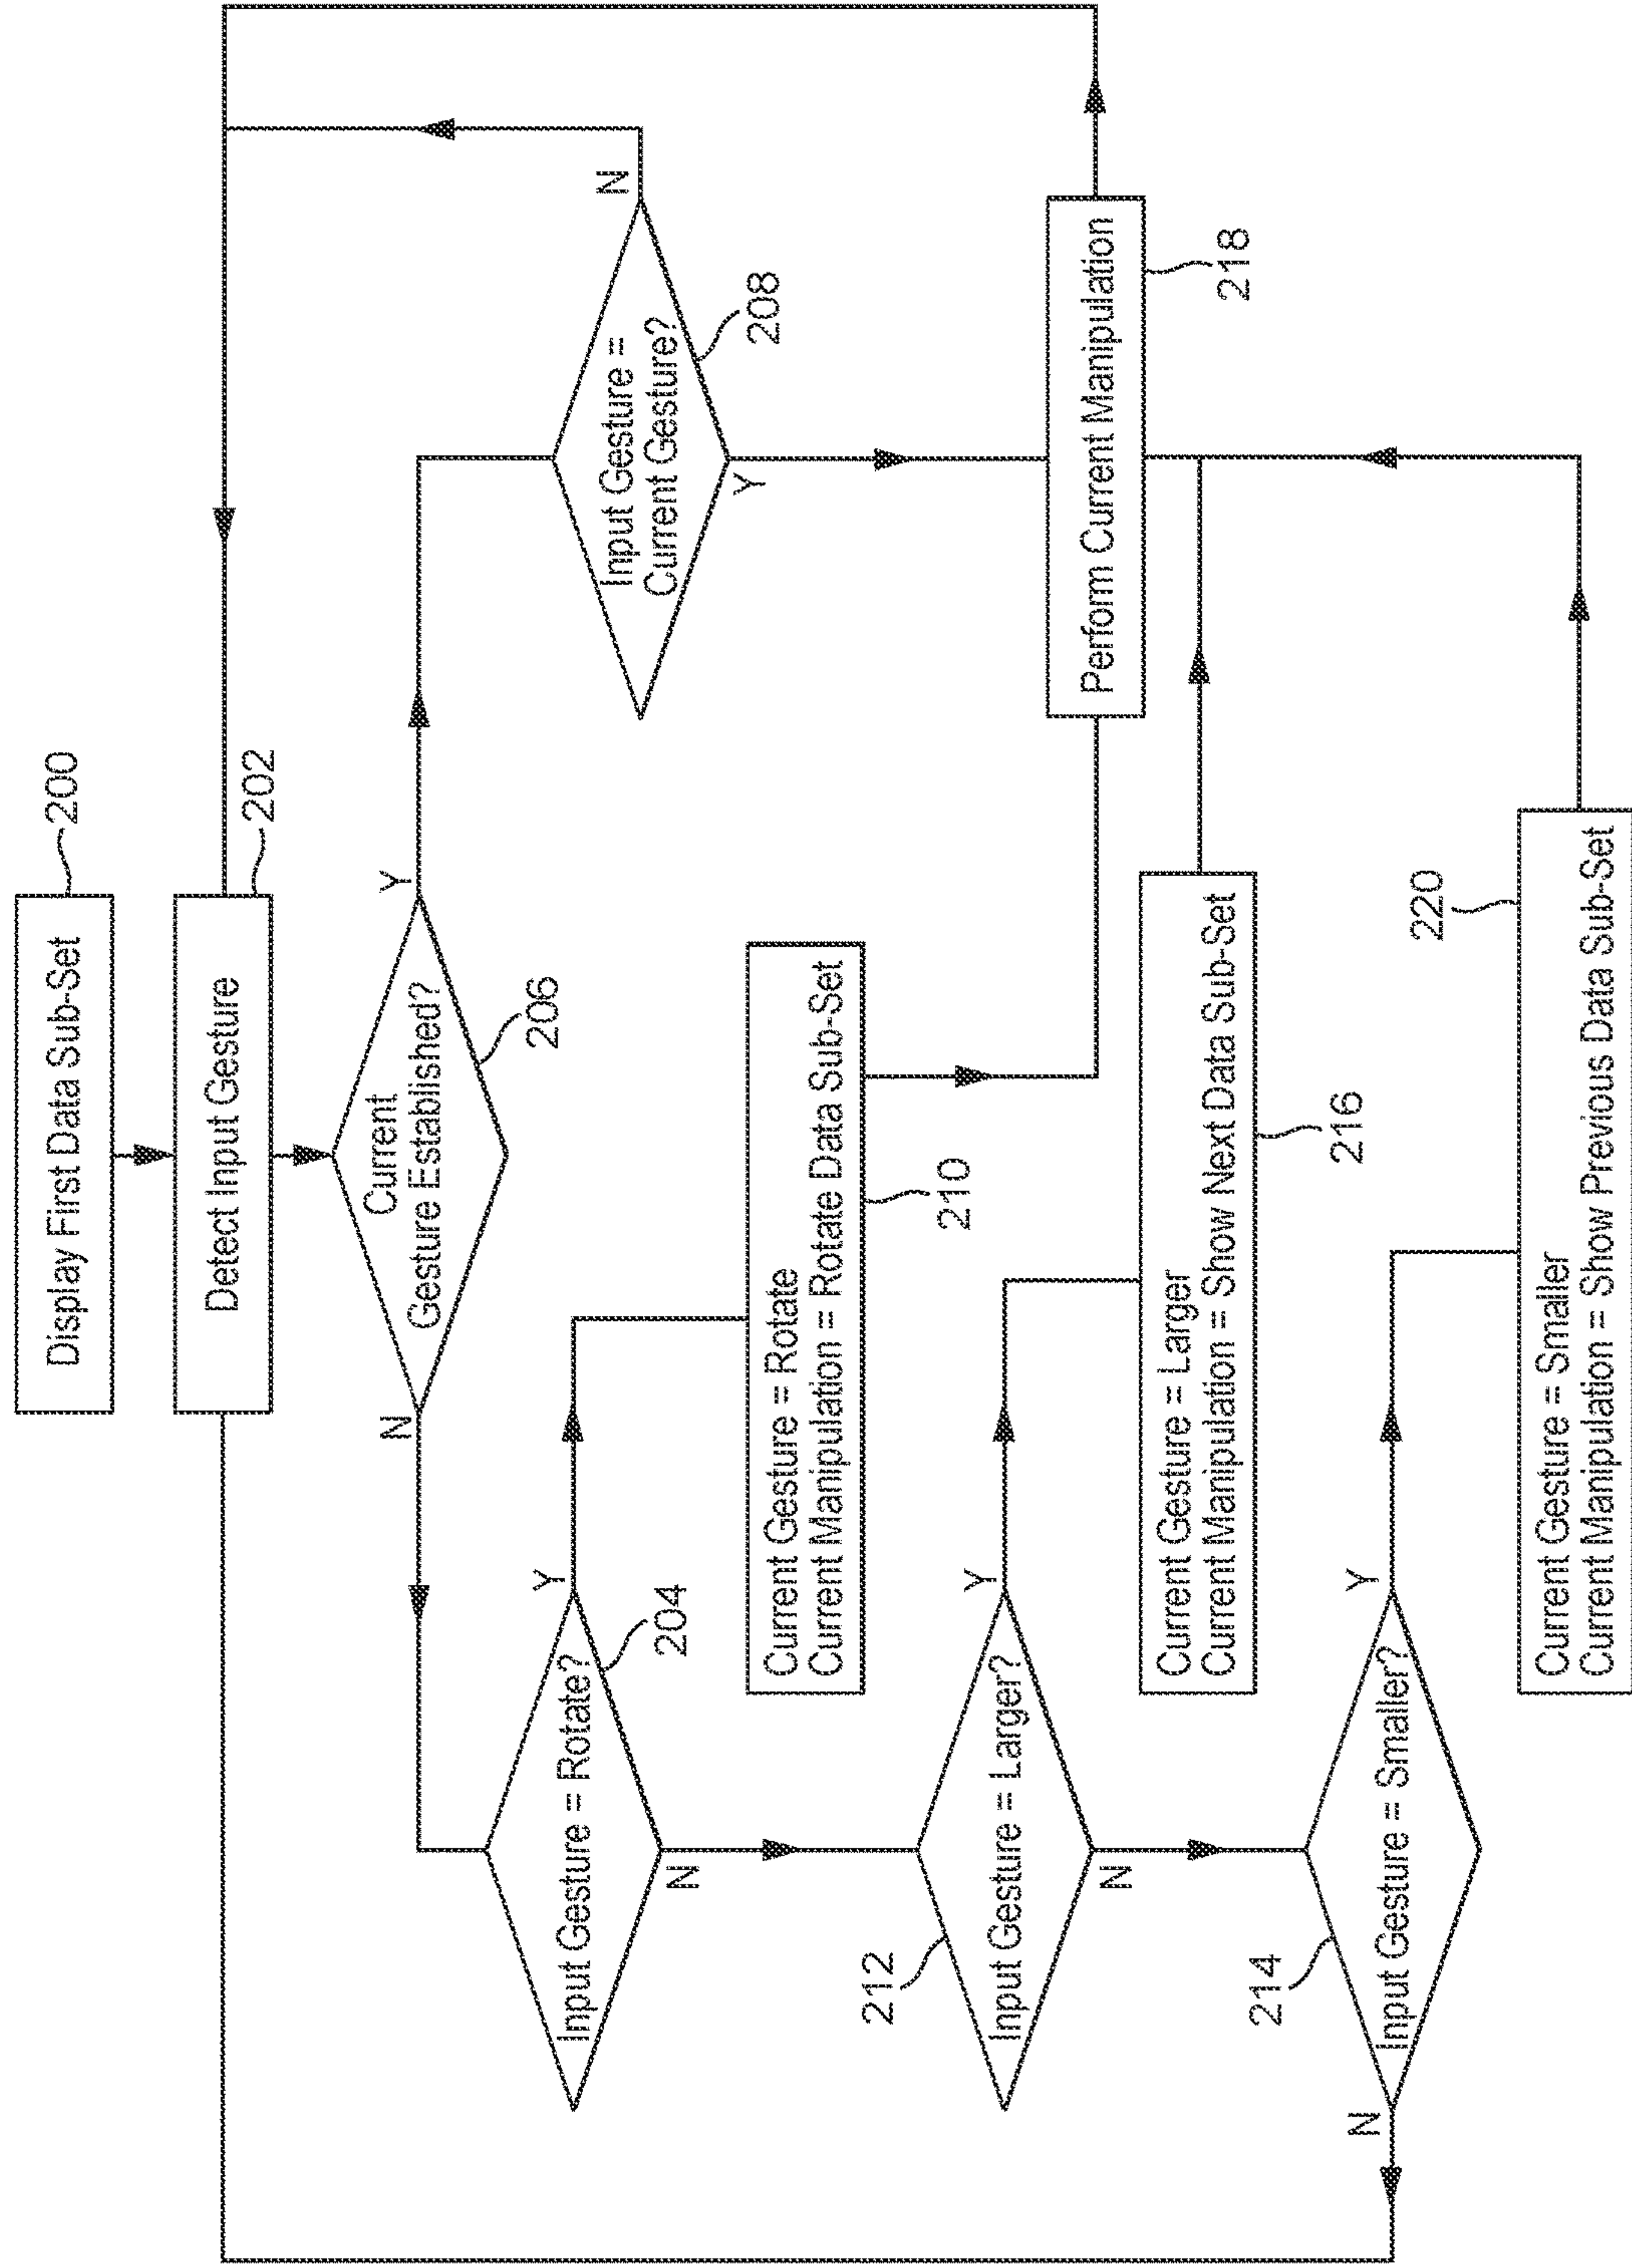 Display First Data Sub-Set
200
Detect Input Gesture
202
Current
Gesture Established?
N
Y
206
Input Gesture = Rotate?
Y
204
N
Input Gesture =
Current Gesture?
N
208
Y
Current Gesture = Rotate
Current Manipulation = Rotate Data Sub-Set
210
212
Input Gesture = Larger?
Y
N
Perform Current Manipulation
218
Current Gesture = Larger
Current Manipulation = Show Next Data Sub-Set
216
214
Input Gesture = Smaller?
N
Y
220
Current Gesture = Smaller
Current Manipulation = Show Previous Data Sub-Set